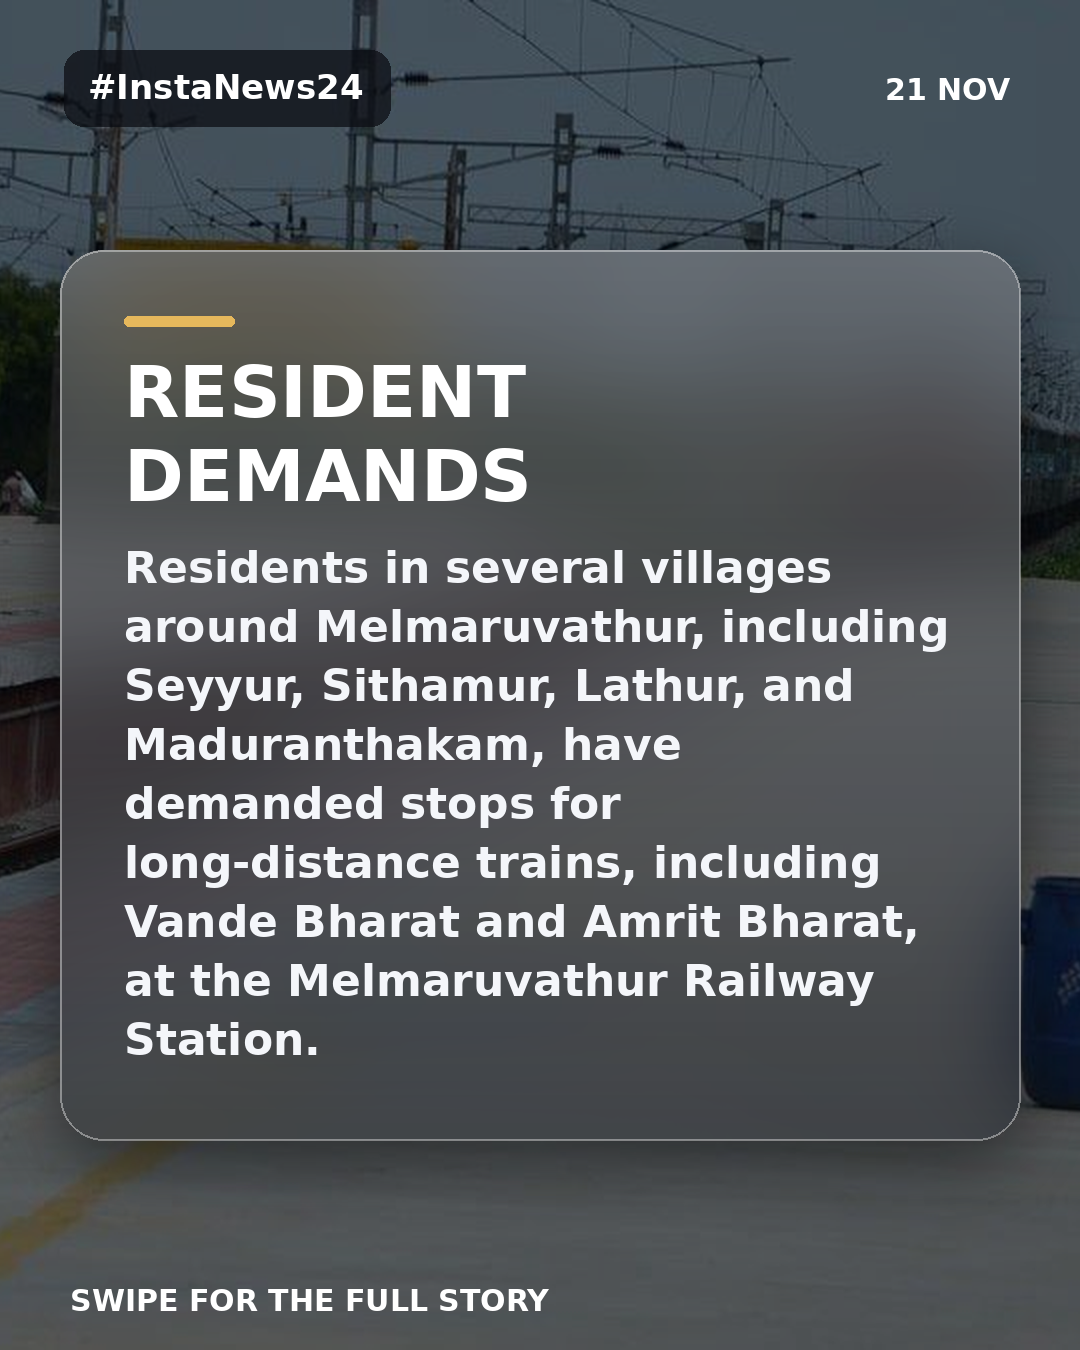 #InstaNews24
21 NOV
RESIDENT
DEMANDS
Residents in several villages
around Melmaruvathur, including
Seyyur, Sithamur, Lathur, and
Maduranthakam, have
demanded stops for
long-distance trains, including
Vande Bharat and Amrit Bharat,
at the Melmaruvathur Railway
Station.
SWIPE FOR THE FULL STORY